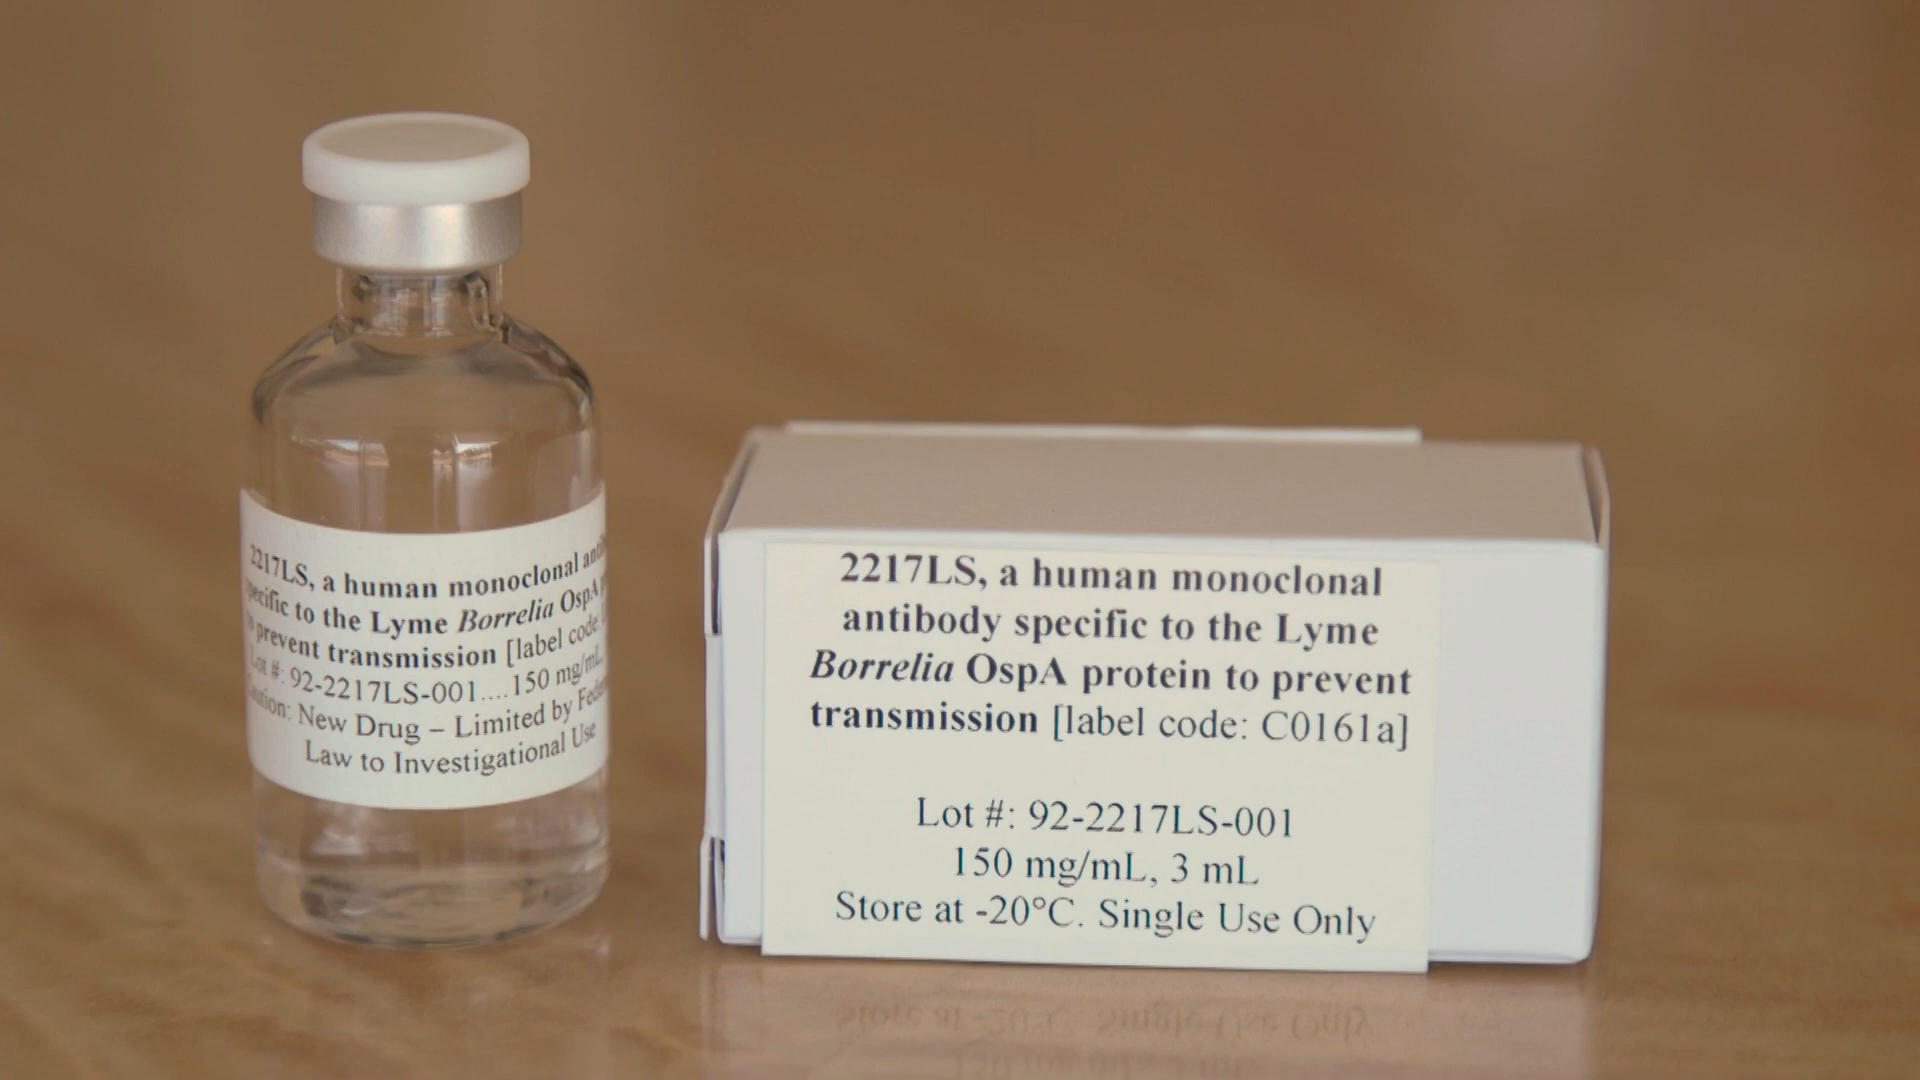 2217LS, a human monoclonal
specific to the Lyme Borrelia OspA
prevent transmission [label code:
Lot #: 92-2217LS-001....150 mg/mL,
New Drug – Limited by
Law to Investigational Use
2217LS, a human monoclonal
antibody specific to the Lyme
Borrelia OspA protein to prevent
transmission [label code: C0161a]
Lot #: 92-2217LS-001
150 mg/mL, 3 mL
Store at -20°C. Single Use Only